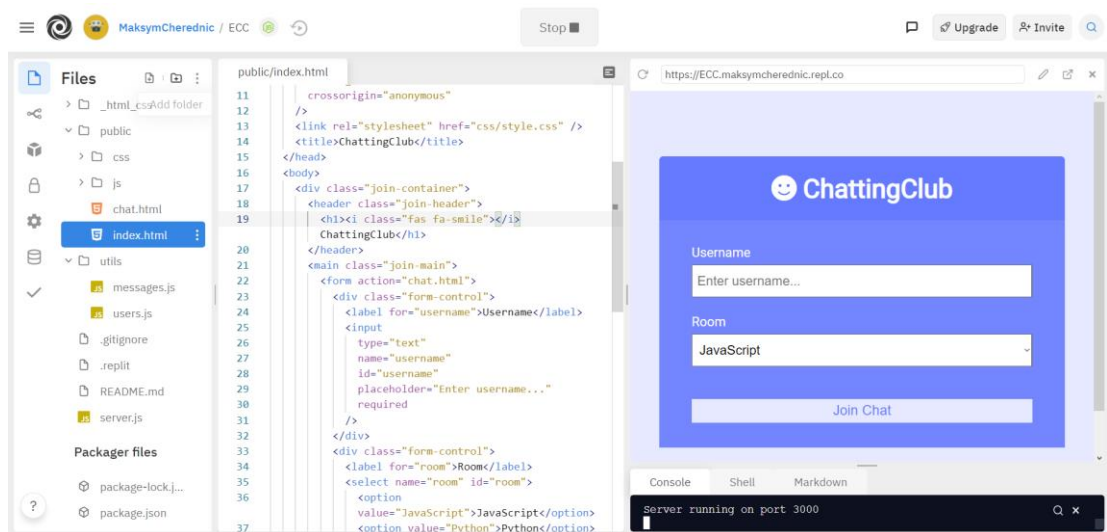 MaksymCherednic / ECC
Stop
Upgrade
Invite
Files
_html_css
Add folder
public
css
js
chat.html
index.html
utils
messages.js
users.js
.gitignore
.replit
README.md
server.js
Packager files
package-lock.j...
package.json
?
public/index.html
11 crossorigin="anonymous"
12 />
13 <link rel="stylesheet" href="css/style.css" />
14 <title>ChattingClub</title>
15 </head>
16 <body>
17 <div class="join-container">
18 <header class="join-header">
19 <h1><i class="fas fa-smile"></i>
ChattingClub</h1>
20 </header>
21 <main class="join-main">
22 <form action="chat.html">
23 <div class="form-control">
24 <label for="username">Username</label>
25 <input
26 type="text"
27 name="username"
28 id="username"
29 placeholder="Enter username..."
30 required
31 />
32 </div>
33 <div class="form-control">
34 <label for="room">Room</label>
35 <select name="room" id="room">
36 <option
value="JavaScript">JavaScript</option>
37 <option value="Python">Python</option>
https://ECC.maksymcherednic.repl.co
ChattingClub
Username
Enter username...
Room
JavaScript
Join Chat
Console Shell Markdown
Server running on port 3000